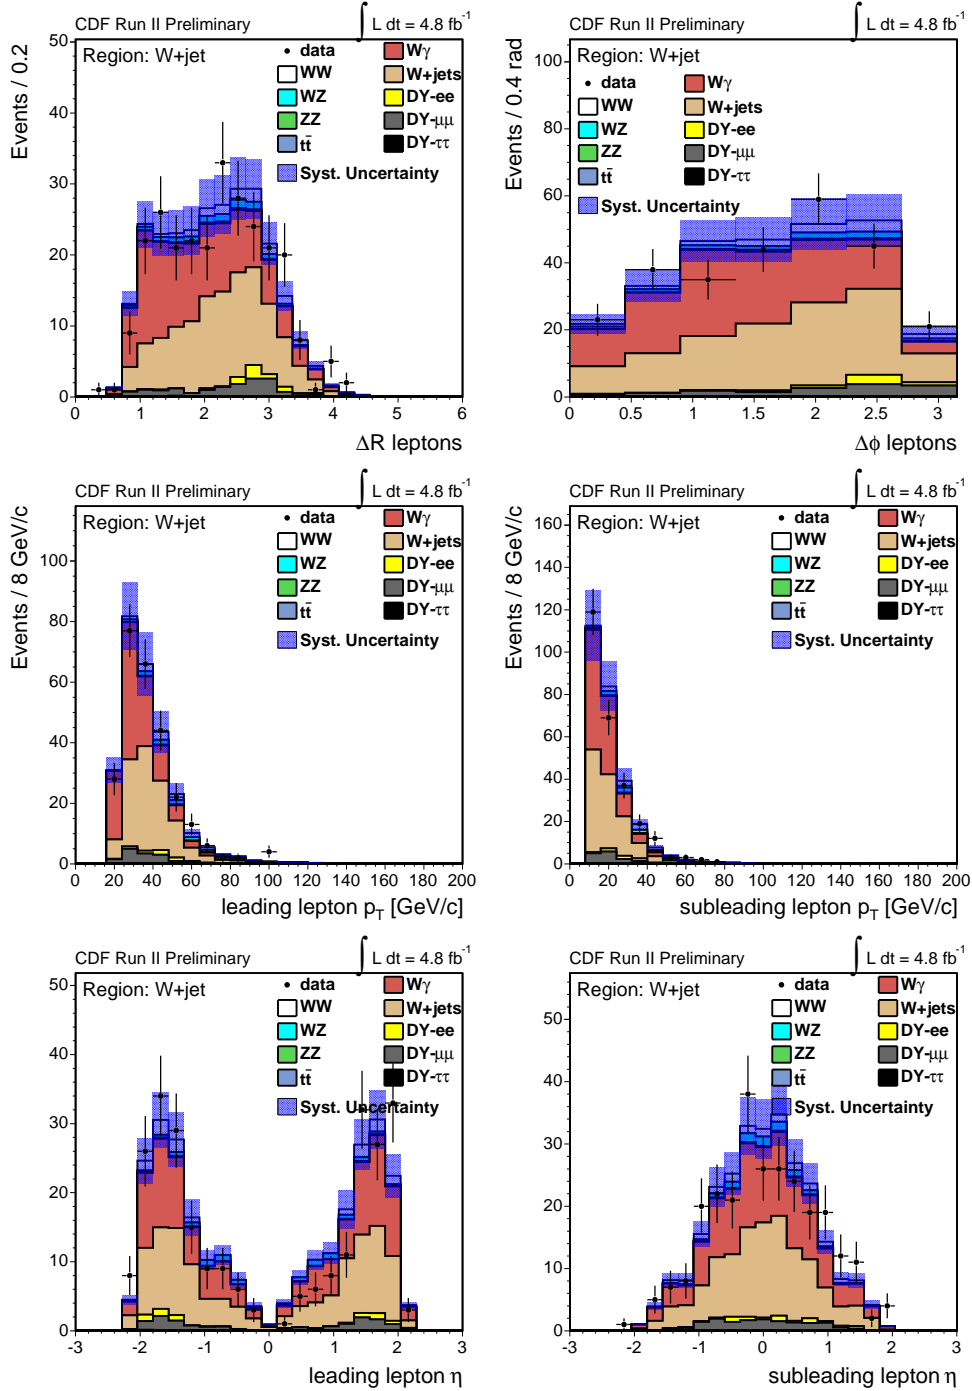 CDF Run II Preliminary
∫ L dt = 4.8 fb⁻¹
Region: W+jet
data
WW
WZ
ZZ
tt̄
Wγ
W+jets
DY-ee
DY-μμ
DY-ττ
Syst. Uncertainty
Events / 0.2
50
40
30
20
10
0
0 1 2 3 4 5 6
ΔR leptons
CDF Run II Preliminary
∫ L dt = 4.8 fb⁻¹
Region: W+jet
data
WW
WZ
ZZ
tt̄
Wγ
W+jets
DY-ee
DY-μμ
DY-ττ
Syst. Uncertainty
Events / 0.4 rad
100
80
60
40
20
0
0 0.5 1 1.5 2 2.5 3
Δϕ leptons
CDF Run II Preliminary
∫ L dt = 4.8 fb⁻¹
Region: W+jet
data
WW
WZ
ZZ
tt̄
Wγ
W+jets
DY-ee
DY-μμ
DY-ττ
Syst. Uncertainty
Events / 8 GeV/c
100
80
60
40
20
0
0 20 40 60 80 100 120 140 160 180 200
leading lepton p_T [GeV/c]
CDF Run II Preliminary
∫ L dt = 4.8 fb⁻¹
Region: W+jet
data
WW
WZ
ZZ
tt̄
Wγ
W+jets
DY-ee
DY-μμ
DY-ττ
Syst. Uncertainty
Events / 8 GeV/c
160
140
120
100
80
60
40
20
0
0 20 40 60 80 100 120 140 160 180 200
subleading lepton p_T [GeV/c]
CDF Run II Preliminary
∫ L dt = 4.8 fb⁻¹
Region: W+jet
data
WW
WZ
ZZ
tt̄
Wγ
W+jets
DY-ee
DY-μμ
DY-ττ
Syst. Uncertainty
50
40
30
20
10
0
-3 -2 -1 0 1 2 3
leading lepton η
CDF Run II Preliminary
∫ L dt = 4.8 fb⁻¹
Region: W+jet
data
WW
WZ
ZZ
tt̄
Wγ
W+jets
DY-ee
DY-μμ
DY-ττ
Syst. Uncertainty
50
40
30
20
10
0
-3 -2 -1 0 1 2 3
subleading lepton η